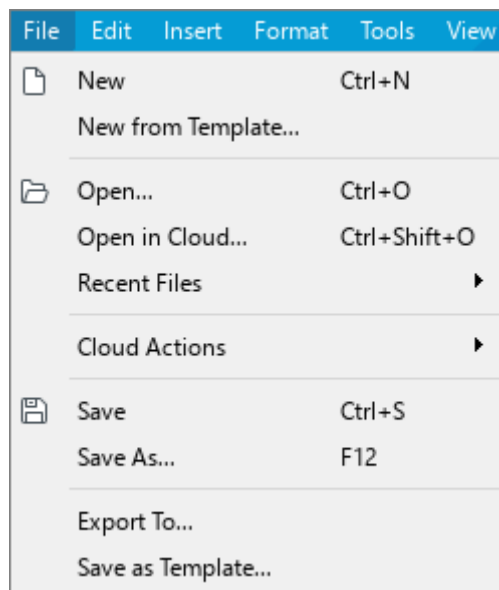 File Edit Insert Format Tools View
New Ctrl+N
New from Template...
Open... Ctrl+O
Open in Cloud... Ctrl+Shift+O
Recent Files
Cloud Actions
Save Ctrl+S
Save As... F12
Export To...
Save as Template...